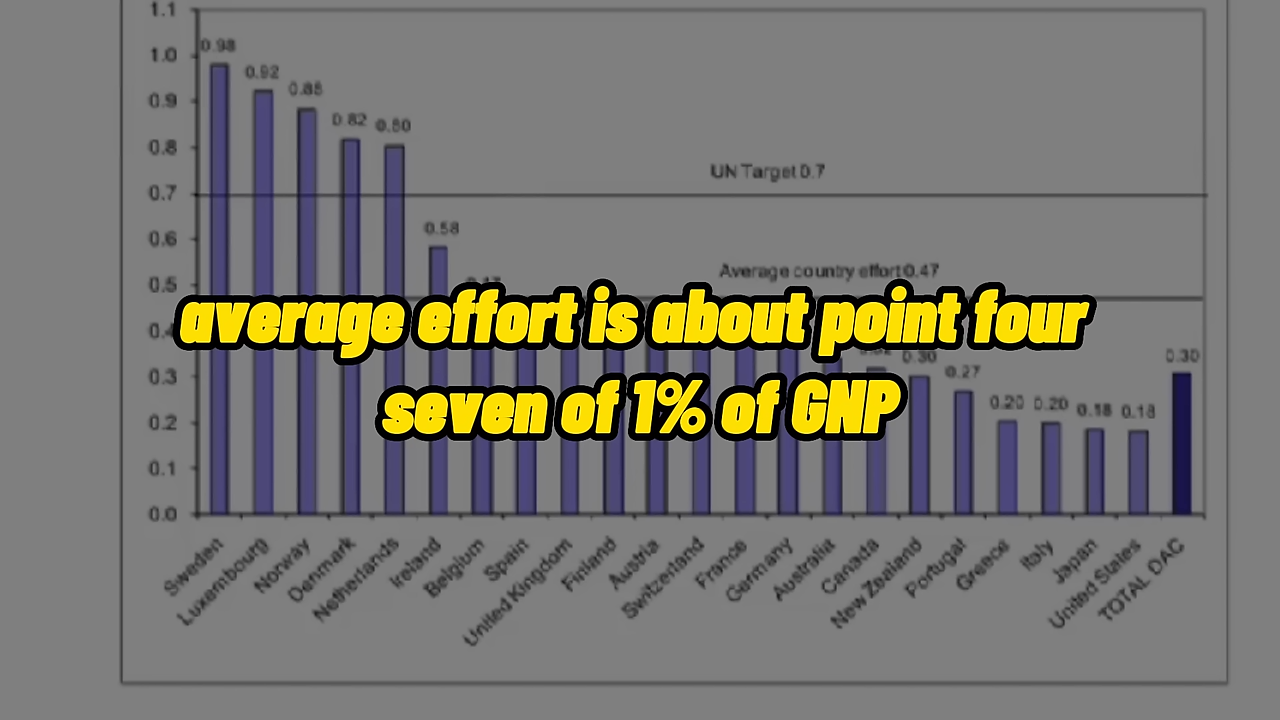 1.1
1.0
0.9
0.8
0.7
0.6
0.5
0.4
0.3
0.2
0.1
0.0
0.98
0.92
0.88
0.82
0.80
0.58
UN Target 0.7
Average country effort 0.47
average effort is about point four
seven of 1% of GNP
0.30
0.27
0.20
0.20
0.18
0.18
0.30
Sweden
Luxembourg
Norway
Denmark
Netherlands
Ireland
Belgium
Spain
United Kingdom
Finland
Austria
Switzerland
France
Germany
Australia
Canada
New Zealand
Portugal
Greece
Italy
Japan
United States
TOTAL DAC